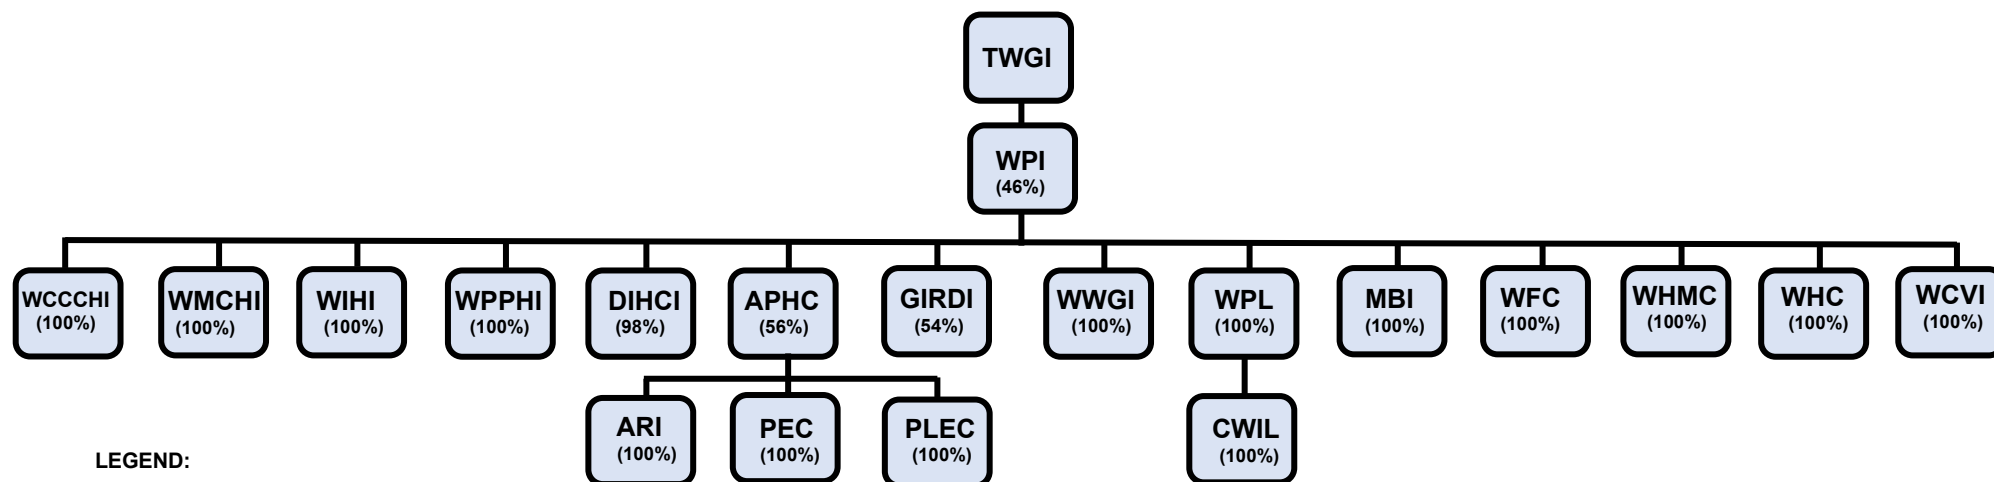 TWGI
WPI
(46%)
WCCCHI
(100%)
WMCHI
(100%)
WIHI
(100%)
WPPHI
(100%)
DIHCI
(98%)
APHC
(56%)
GIRDI
(54%)
WWGI
(100%)
WPL
(100%)
MBI
(100%)
WFC
(100%)
WHMC
(100%)
WHC
(100%)
WCVI
(100%)
ARI
(100%)
PEC
(100%)
PLEC
(100%)
CWIL
(100%)
LEGEND: